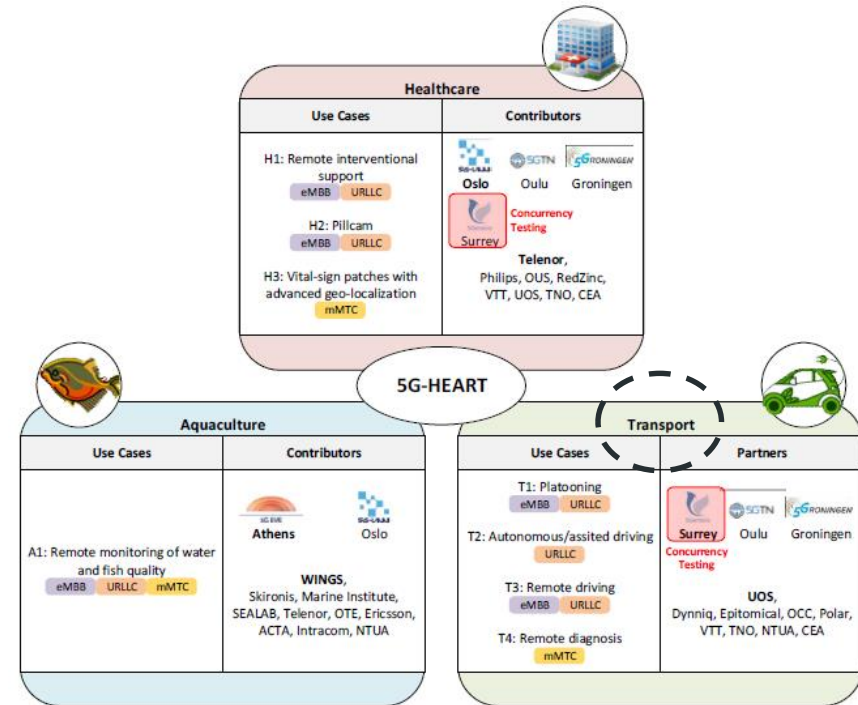 Healthcare
Use Cases
Contributors
H1: Remote interventional
support
eMBB URLLC
H2: Pillcam
eMBB URLLC
H3: Vital-sign patches with
advanced geo-localization
mMTC
Oslo
5GTN
Oulu
5GRONINGEN
Groningen
Surrey
Concurrency
Testing
Telenor,
Philips, OUS, RedZinc,
VTT, UOS, TNO, CEA
5G-HEART
Aquaculture
Use Cases
Contributors
A1: Remote monitoring of water
and fish quality
eMBB URLLC mMTC
5G EVE
Athens
Oslo
WINGS,
Skironis, Marine Institute,
SEALAB, Telenor, OTE, Ericsson,
ACTA, Intracom, NTUA
Transport
Use Cases
Partners
T1: Platooning
eMBB URLLC
T2: Autonomous/assited driving
URLLC
T3: Remote driving
eMBB URLLC
T4: Remote diagnosis
mMTC
Surrey
5GTN
Oulu
5GRONINGEN
Groningen
Concurrency
Testing
UOS,
Dynniq, Epitomical, OCC, Polar,
VTT, TNO, NTUA, CEA